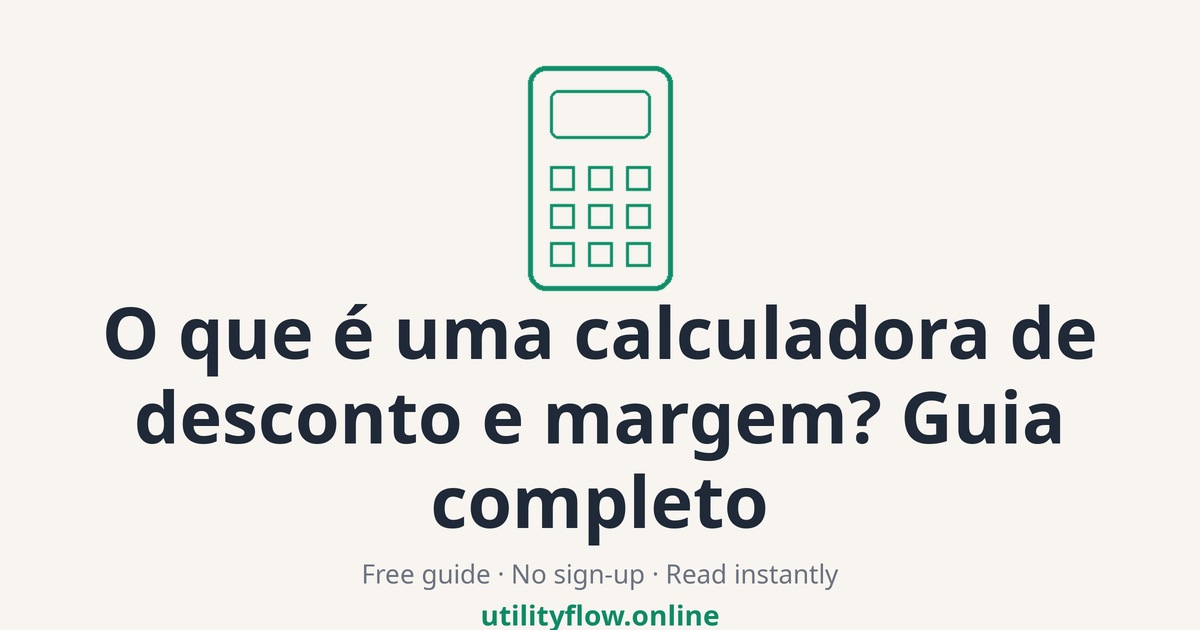 O que é uma calculadora de
desconto e margem? Guia
completo
Free guide · No sign-up · Read instantly
utilityflow.online